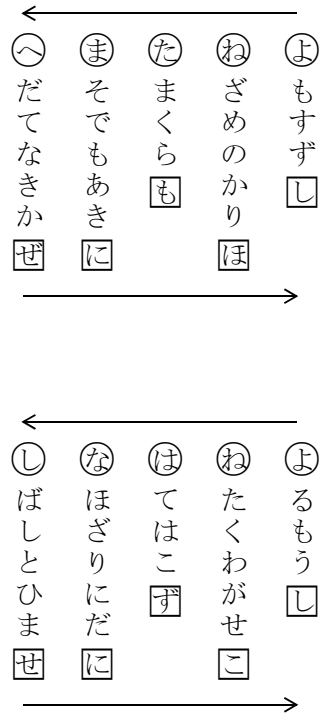 よもすずし
ねざめのかりほ
たまくらも
まそでもあきに
へだてなきかぜ
よるもうし
ねたくわがせこ
はてはこず
なほざりにだに
しばしとひませ